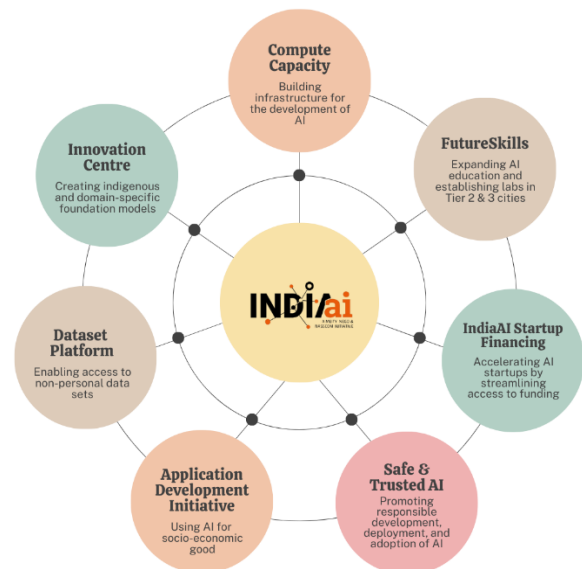 Compute
Capacity
Building
infrastructure for
the development of
AI
FutureSkills
Expanding AI
education and
establishing labs in
Tier 2 & 3 cities
IndiaAI Startup
Financing
Accelerating AI
startups by
streamlining
access to funding
Safe &
Trusted AI
Promoting
responsible
development,
deployment, and
adoption of AI
Application
Development
Initiative
Using AI for
socio-economic
good
Dataset
Platform
Enabling access to
non-personal data
sets
Innovation
Centre
Creating indigenous
and domain-specific
foundation models
INDIAai